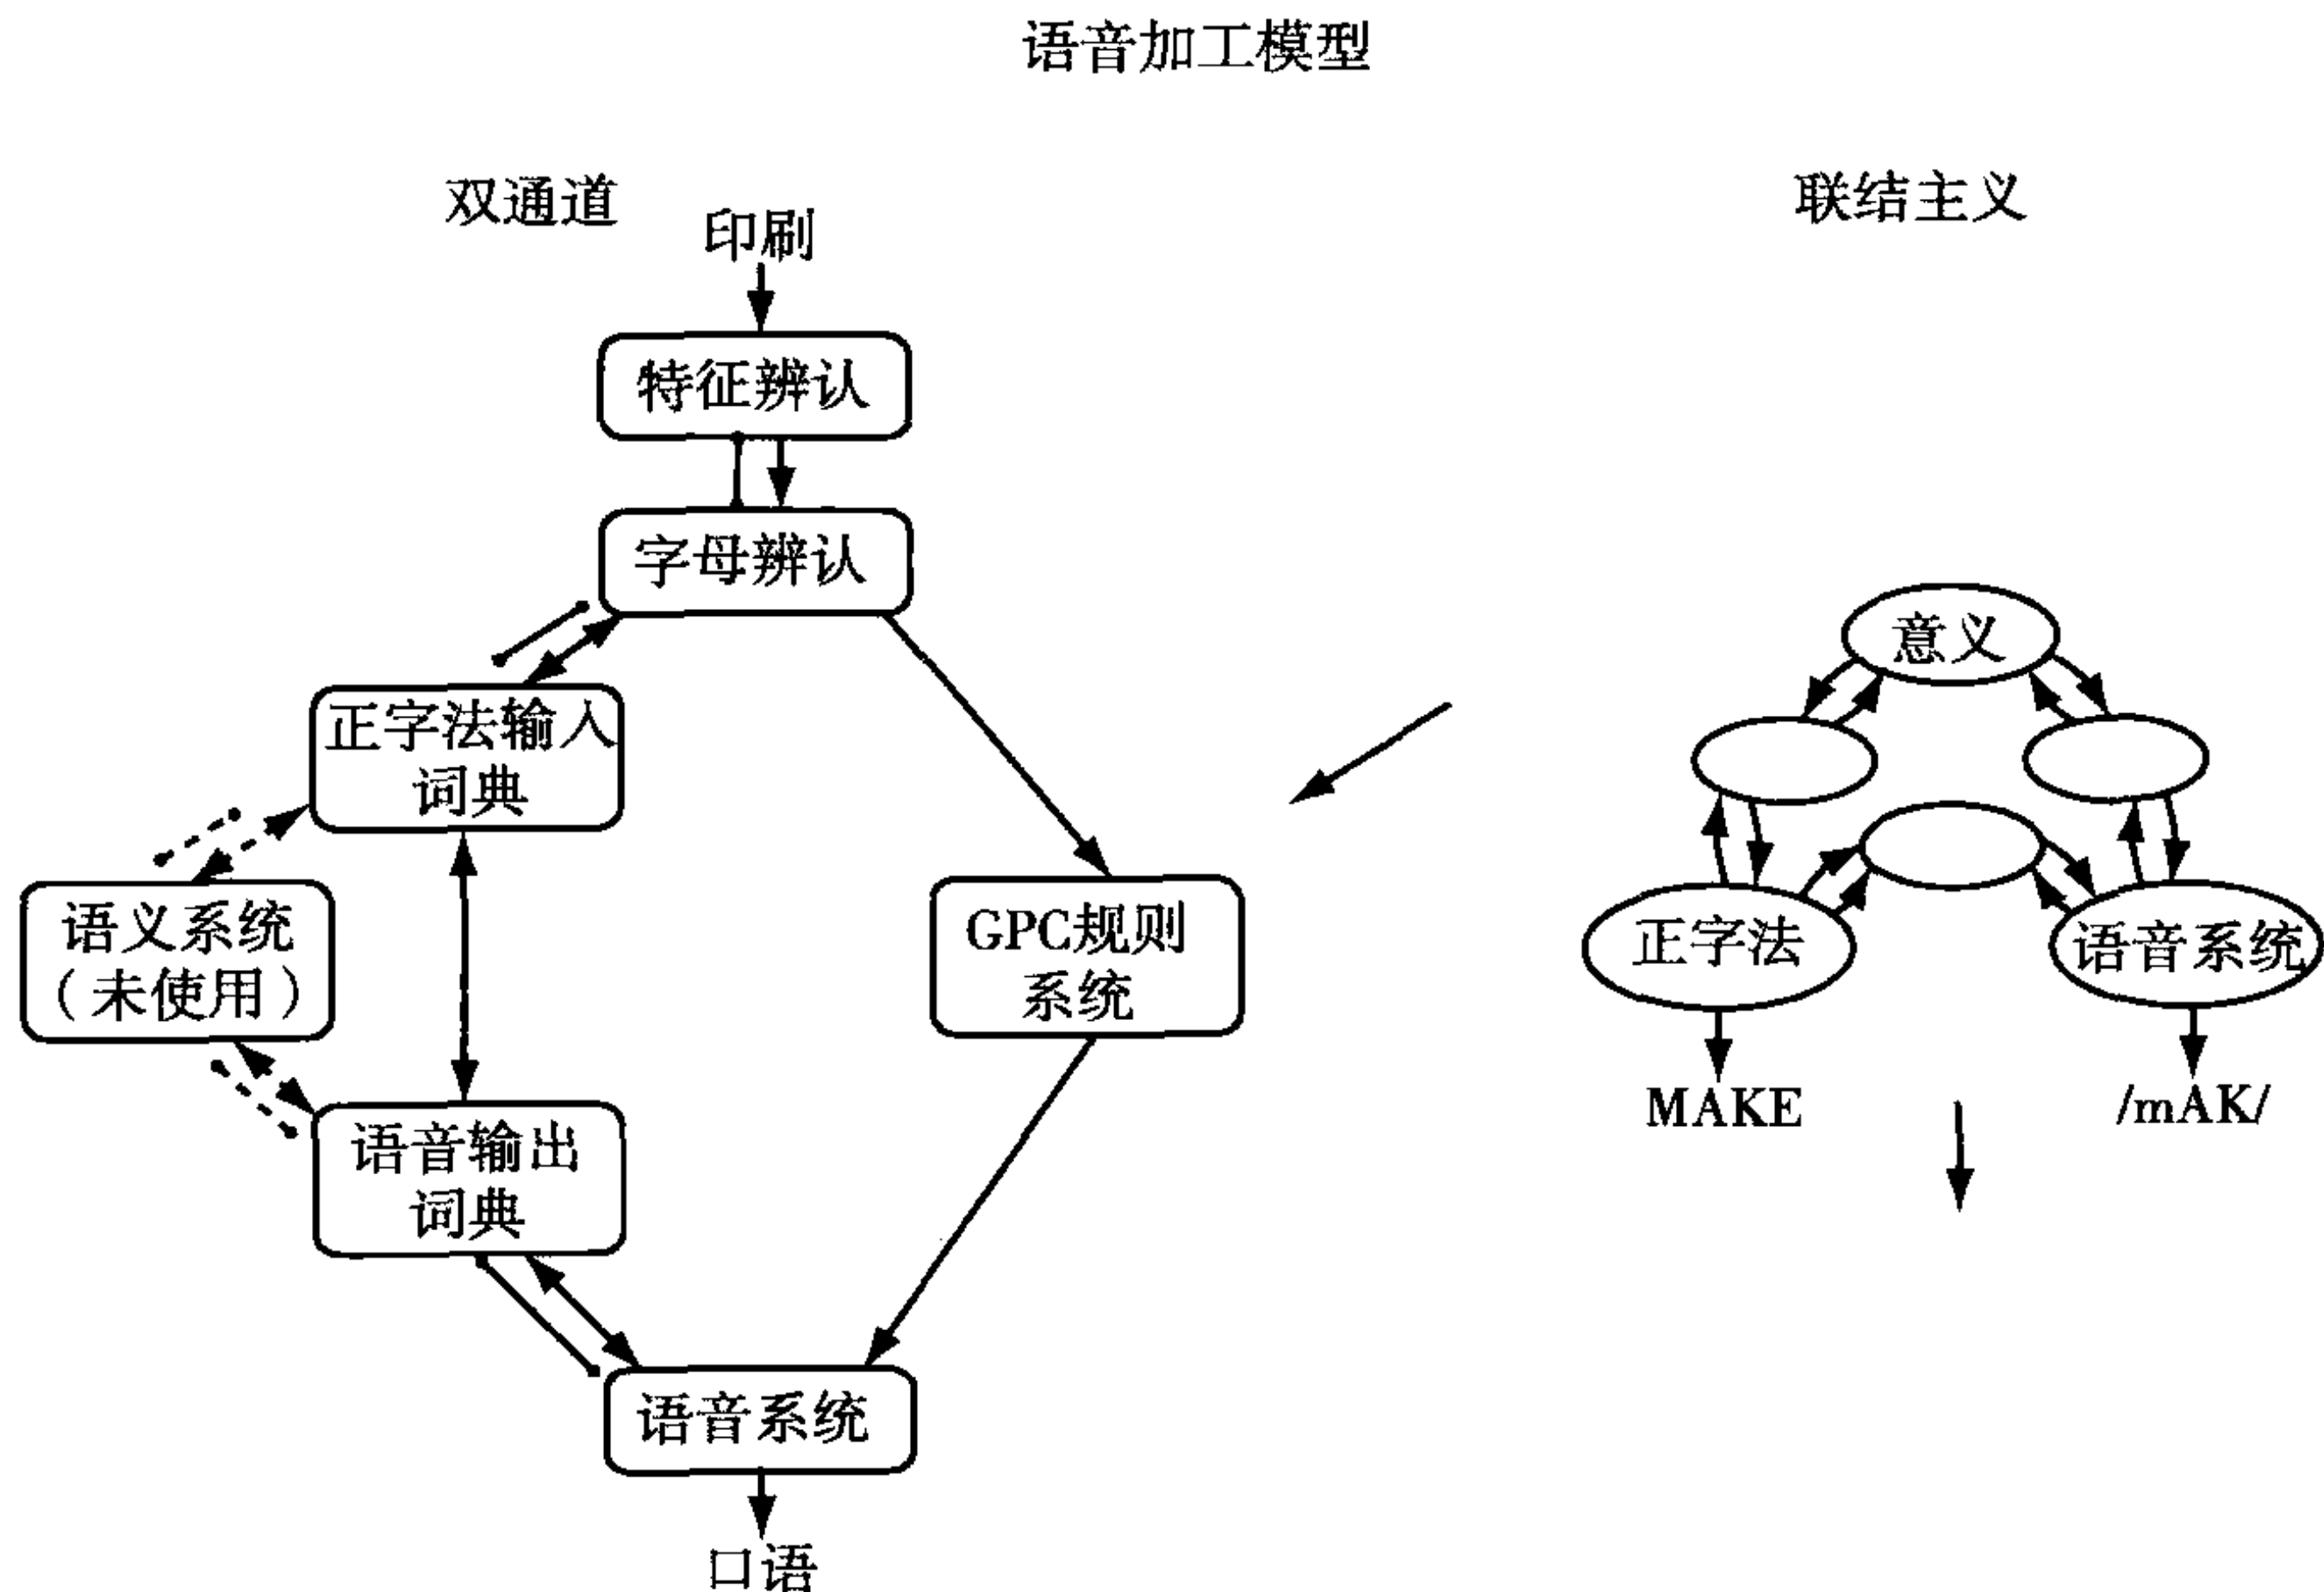 语音加工模型
双通道
联结主义
印刷
特征辨认
字母辨认
正字法输入
词典
语义系统
（未使用）
GPC规则
系统
语音输出
词典
语音系统
口语
意义
正字法
语音系统
MAKE
/mAK/